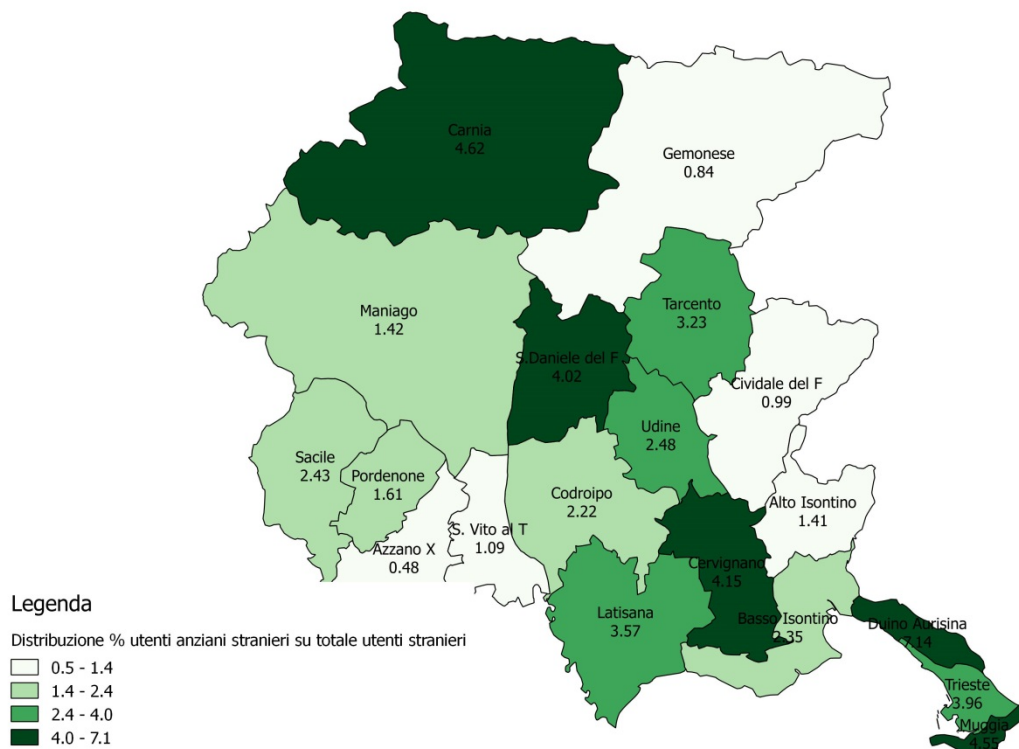 Carnia
4.62
Gemonese
0.84
Tarcento
3.23
Maniago
1.42
S.Daniele del F.
4.02
Cividale del F
0.99
Udine
2.48
Sacile
2.43
Pordenone
1.61
Codroipo
2.22
Alto Isontino
1.41
S. Vito al T
1.09
Azzano X
0.48
Cervignano
4.15
Latisana
3.57
Basso Isontino
2.35
Duino Aurisina
7.14
Trieste
3.96
Muggia
4.55
Legenda
Distribuzione % utenti anziani stranieri su totale utenti stranieri
0.5 - 1.4
1.4 - 2.4
2.4 - 4.0
4.0 - 7.1